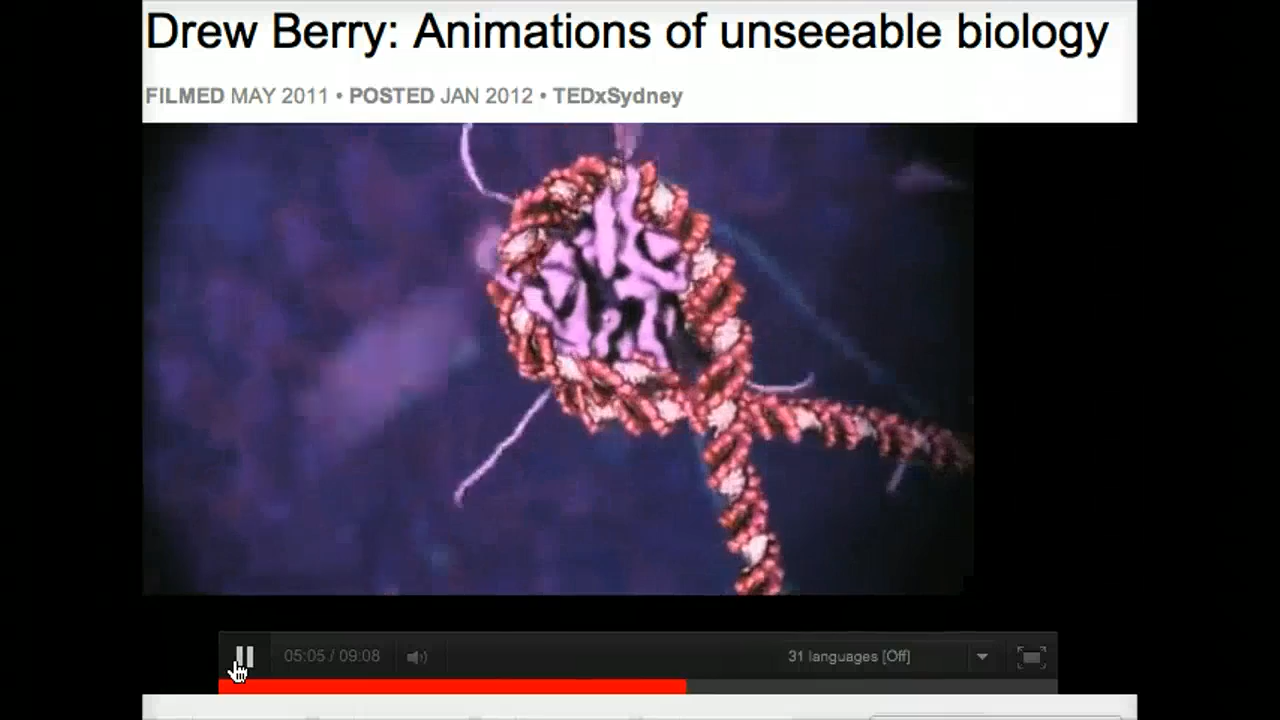 Drew Berry: Animations of unseeable biology
FILMED MAY 2011 • POSTED JAN 2012 • TEDxSydney
05:05 / 09:08
31 languages [Off]